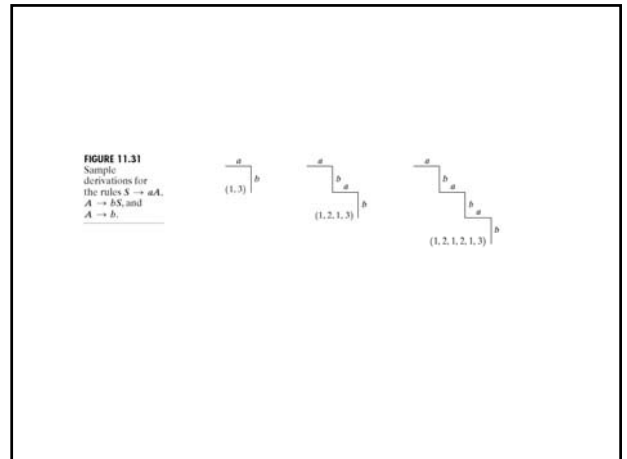 FIGURE 11.31
Sample
derivations for
the rules S → aA,
A → bS, and
A → b.
a
b
(1, 3)
a
b
a
b
(1, 2, 1, 3)
a
b
a
b
a
b
(1, 2, 1, 2, 1, 3)